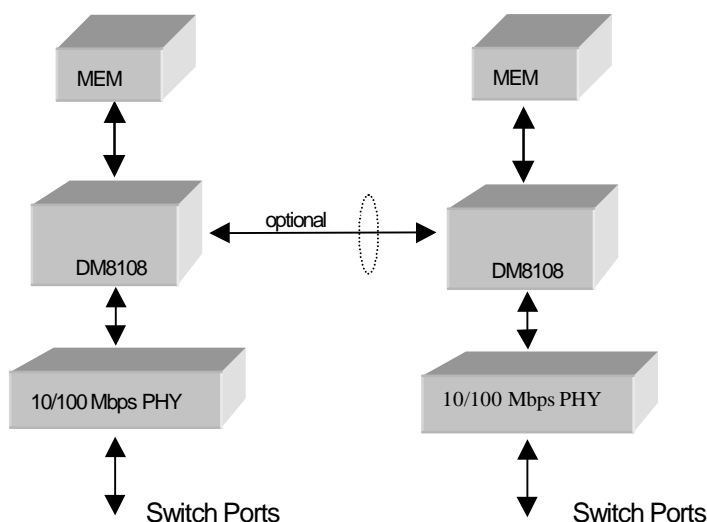 MEM
MEM
optional
DM8108
DM8108
10/100 Mbps PHY
10/100 Mbps PHY
Switch Ports
Switch Ports